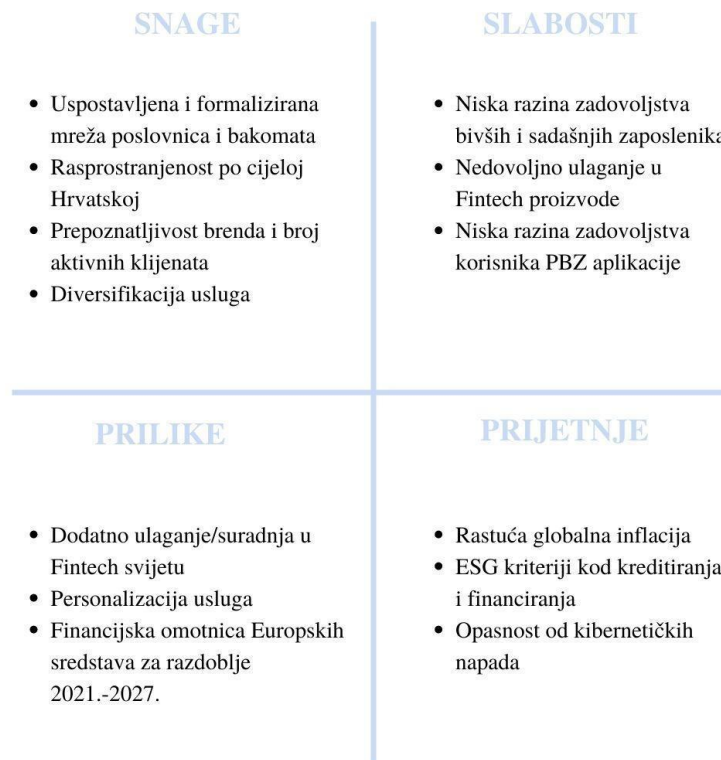 SNAGE
Uspostavljena i formalizirana
mreža poslovnica i bakomata
Rasprostranjenost po cijeloj
Hrvatskoj
Prepoznatljivost brenda i broj
aktivnih klijenata
Diversifikacija usluga
SLABOSTI
Niska razina zadovoljstva
bivših i sadašnjih zaposlenika
Nedovoljno ulaganje u
Fintech proizvode
Niska razina zadovoljstva
korisnika PBZ aplikacije
PRILIKE
Dodatno ulaganje/suradnja u
Fintech svijetu
Personalizacija usluga
Financijska omotnica Europskih
sredstava za razdoblje
2021.-2027.
PRIJETNJE
Rastuća globalna inflacija
ESG kriteriji kod kreditiranja
i financiranja
Opasnost od kibernetičkih
napada